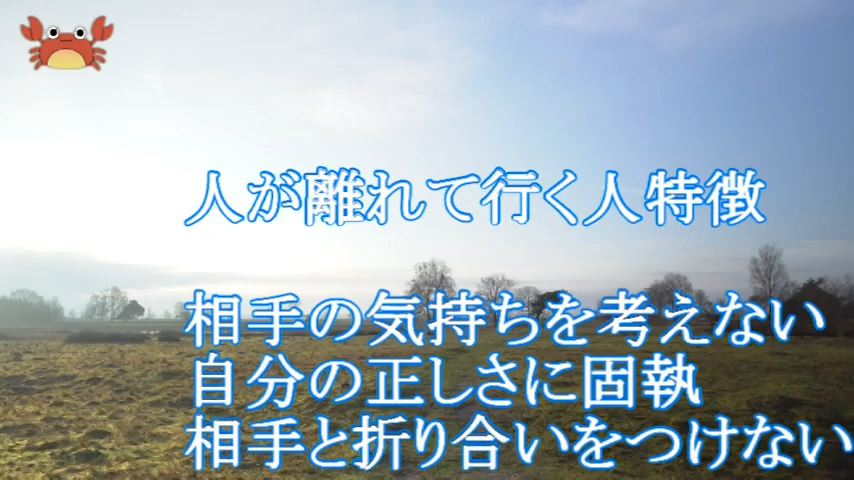 人が離れて行く人特徴
相手の気持ちを考えない
自分の正しさに固執
相手と折り合いをつけない